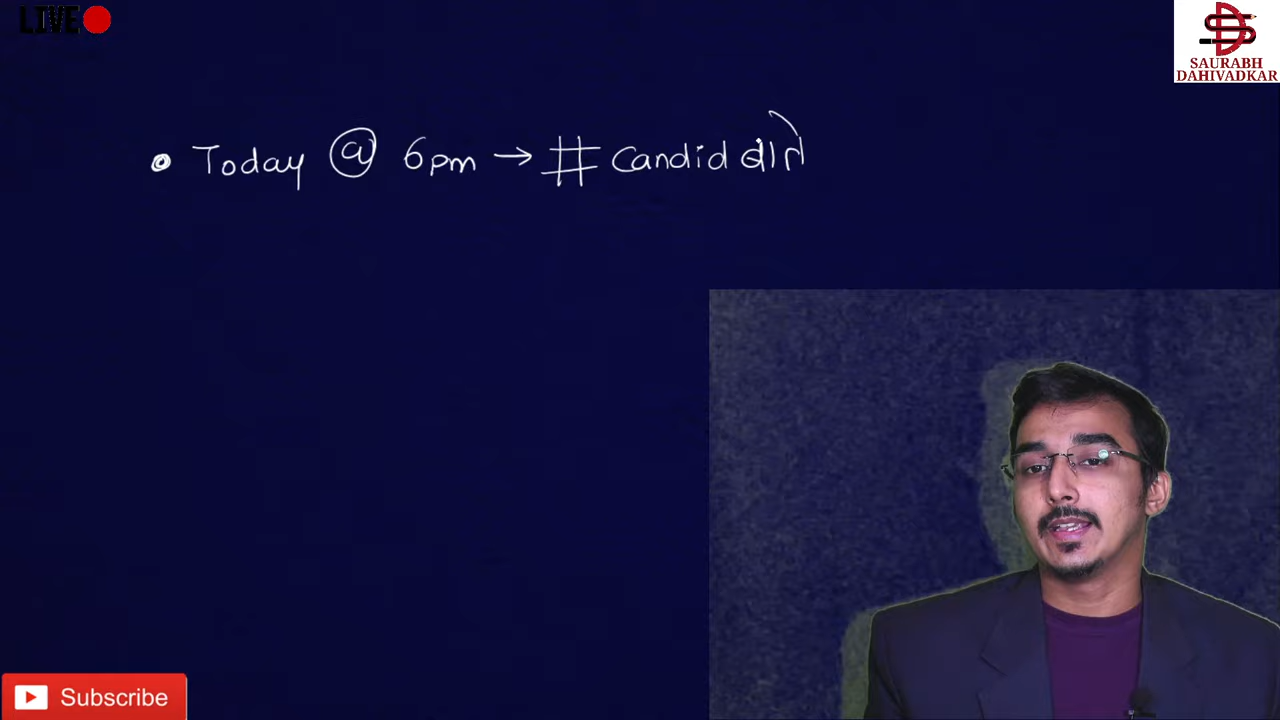 LIVE
SAURABH
DAHIVADKAR
• Today @ 6pm → # Candid बाते
Subscribe